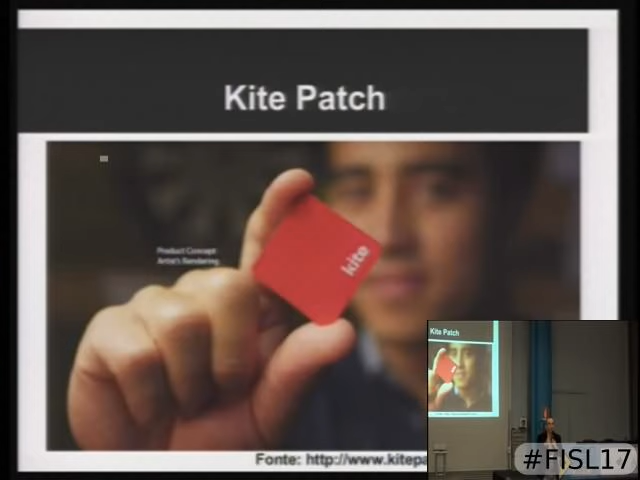 Kite Patch
Product Concept
Artist's Rendering.
kite
Fonte: http://www.kitepa
Kite Patch
#FISL17